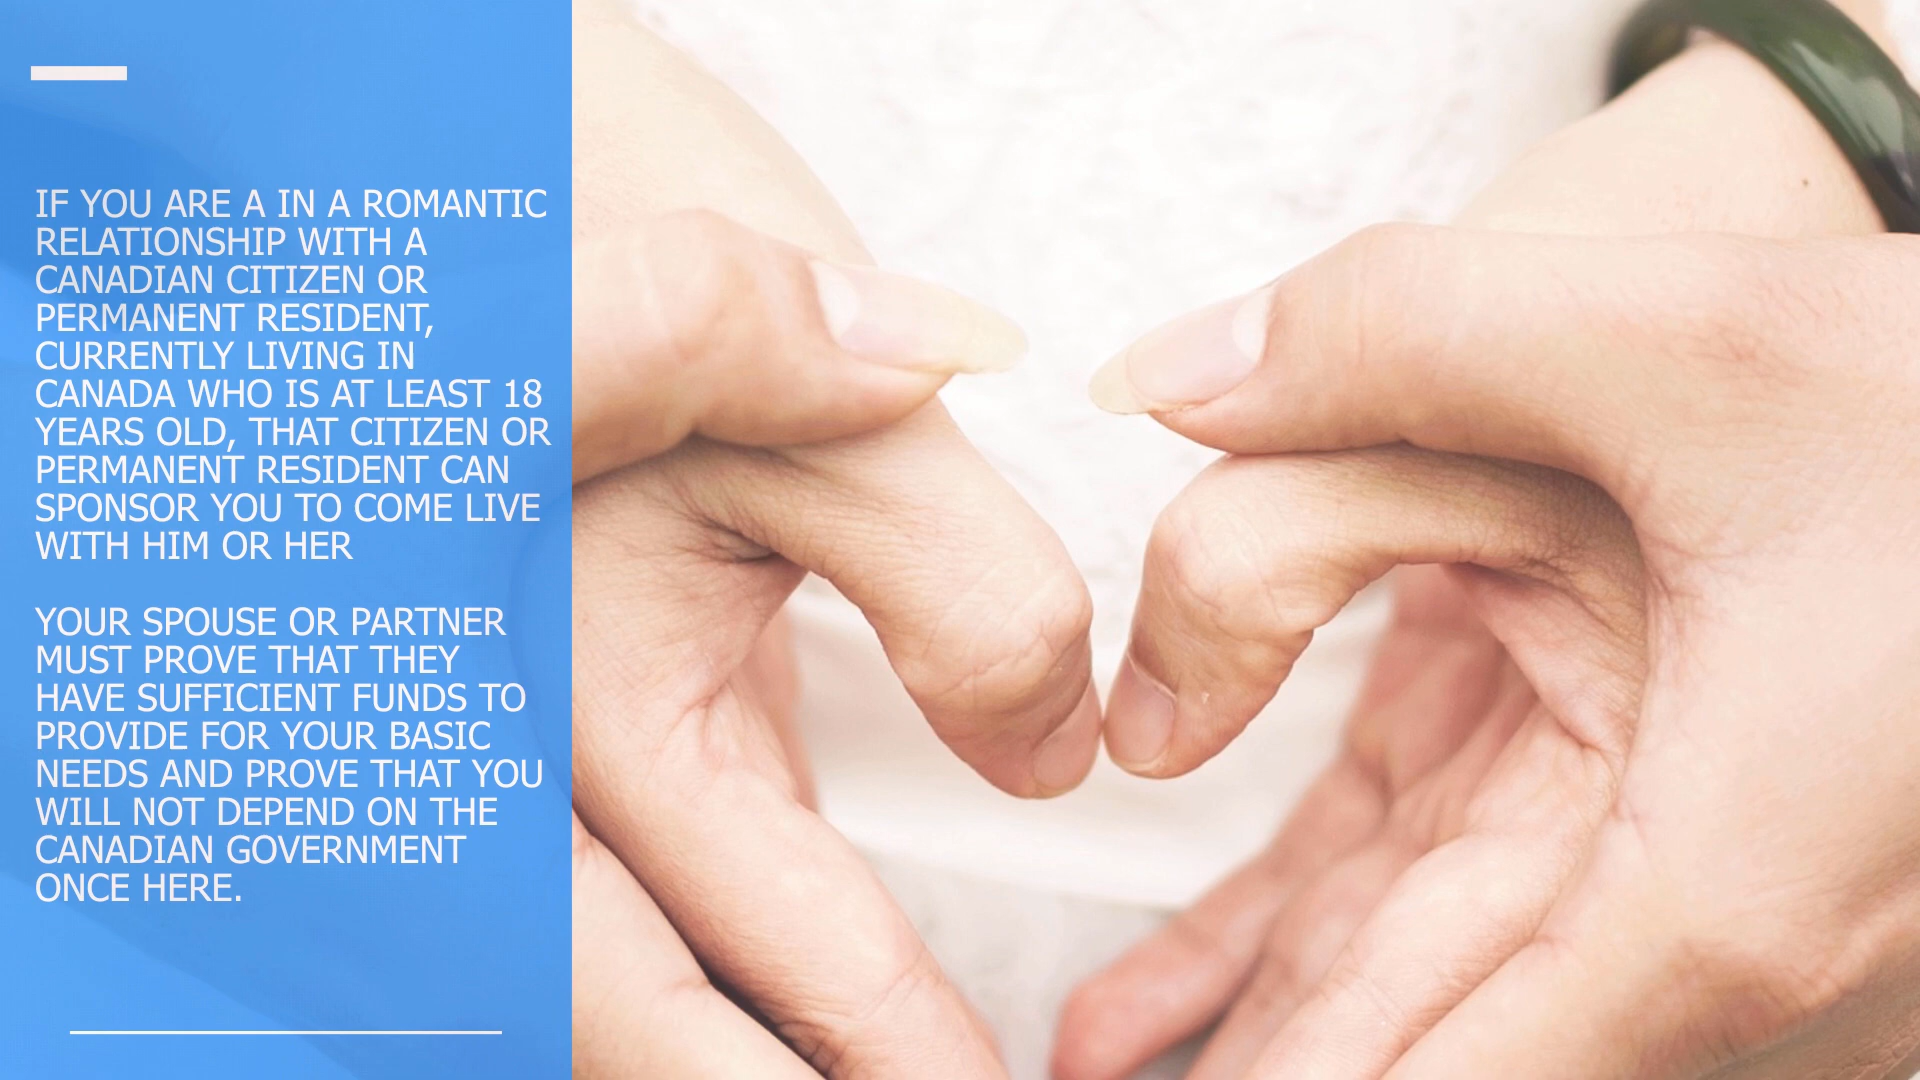 IF YOU ARE A IN A ROMANTIC
RELATIONSHIP WITH A
CANADIAN CITIZEN OR
PERMANENT RESIDENT,
CURRENTLY LIVING IN
CANADA WHO IS AT LEAST 18
YEARS OLD, THAT CITIZEN OR
PERMANENT RESIDENT CAN
SPONSOR YOU TO COME LIVE
WITH HIM OR HER
YOUR SPOUSE OR PARTNER
MUST PROVE THAT THEY
HAVE SUFFICIENT FUNDS TO
PROVIDE FOR YOUR BASIC
NEEDS AND PROVE THAT YOU
WILL NOT DEPEND ON THE
CANADIAN GOVERNMENT
ONCE HERE.